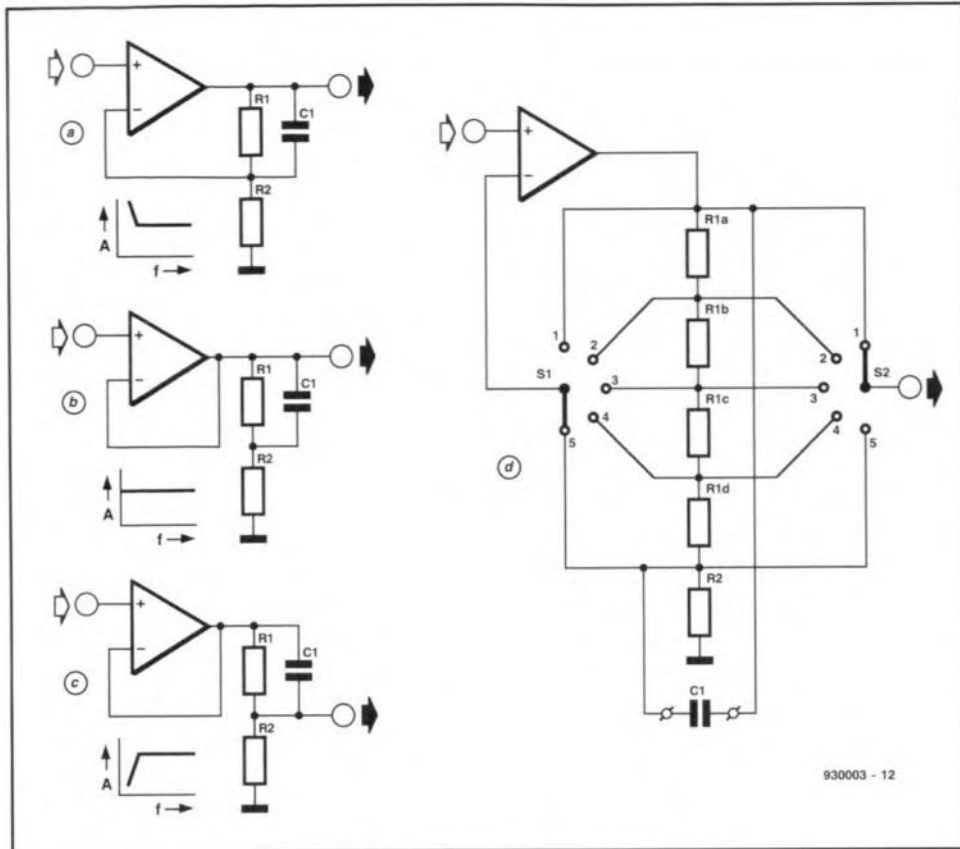 +
−
R1
C1
a
R2
A
f
+
−
R1
C1
b
R2
A
f
+
−
R1
C1
c
R2
A
f
+
−
R1a
R1b
1
2
S1
3
4
5
R1c
1
2
3
S2
4
5
d
R1d
R2
C1
930003 - 12